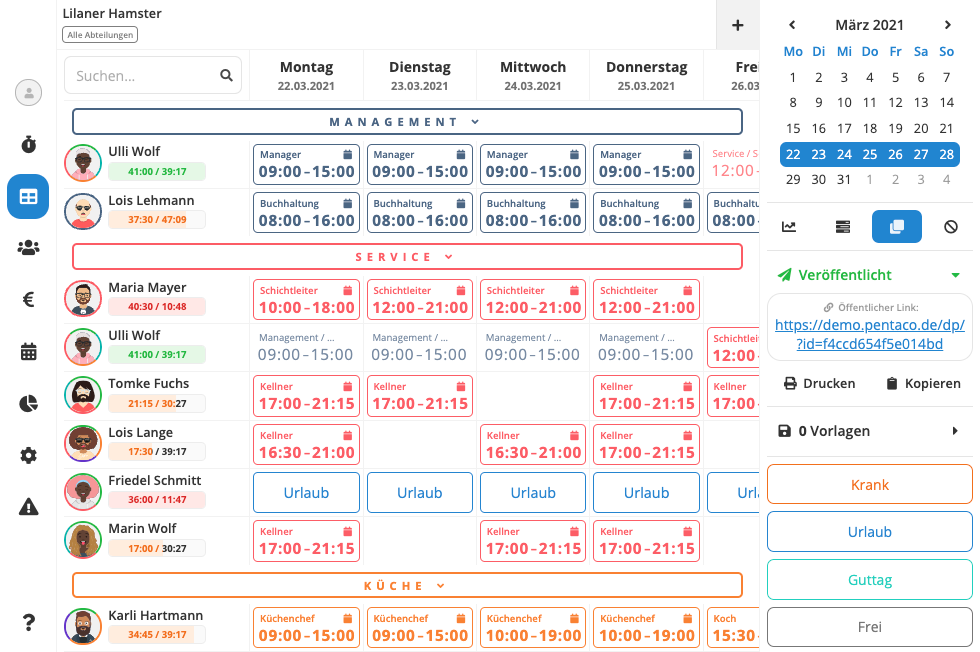 Lilaner Hamster
Alle Abteilungen
+
Suchen...
Montag
22.03.2021
Dienstag
23.03.2021
Mittwoch
24.03.2021
Donnerstag
25.03.2021
Frei
26.03
MANAGEMENT
Ulli Wolf
41:00 / 39:17
Manager
09:00–15:00
Manager
09:00–15:00
Manager
09:00–15:00
Manager
09:00–15:00
Service / S
12:00
Lois Lehmann
37:30 / 47:09
Buchhaltung
08:00–16:00
Buchhaltung
08:00–16:00
Buchhaltung
08:00–16:00
Buchhaltung
08:00–16:00
Buchhaltu
08:00
SERVICE
Maria Mayer
40:30 / 10:48
Schichtleiter
10:00–18:00
Schichtleiter
12:00–21:00
Schichtleiter
12:00–21:00
Schichtleiter
12:00–21:00
Ulli Wolf
41:00 / 39:17
Management / ...
09:00–15:00
Management / ...
09:00–15:00
Management / ...
09:00–15:00
Management / ...
09:00–15:00
Schichtlei
12:00
Tomke Fuchs
21:15 / 30:27
Kellner
17:00–21:15
Kellner
17:00–21:15
Kellner
17:00–21:15
Kellner
17:00
Lois Lange
17:30 / 39:17
Kellner
16:30–21:00
Kellner
16:30–21:00
Kellner
17:00–21:15
Friedel Schmitt
36:00 / 11:47
Urlaub
Urlaub
Urlaub
Urlaub
Url
Marin Wolf
17:00 / 30:27
Kellner
17:00–21:15
Kellner
17:00–21:15
Kellner
17:00–21:15
KÜCHE
Karli Hartmann
34:45 / 39:17
Küchenchef
09:00–15:00
Küchenchef
09:00–15:00
Küchenchef
10:00–19:00
Küchenchef
10:00–19:00
Koch
15:30
€
?
März 2021
Mo Di Mi Do Fr Sa So
1 2 3 4 5 6 7
8 9 10 11 12 13 14
15 16 17 18 19 20 21
22 23 24 25 26 27 28
29 30 31 1 2 3 4
Veröffentlicht
Öffentlicher Link:
https://demo.pentaco.de/dp/
?id=f4ccd654f5e014bd
Drucken
Kopieren
0 Vorlagen
Krank
Urlaub
Guttag
Frei